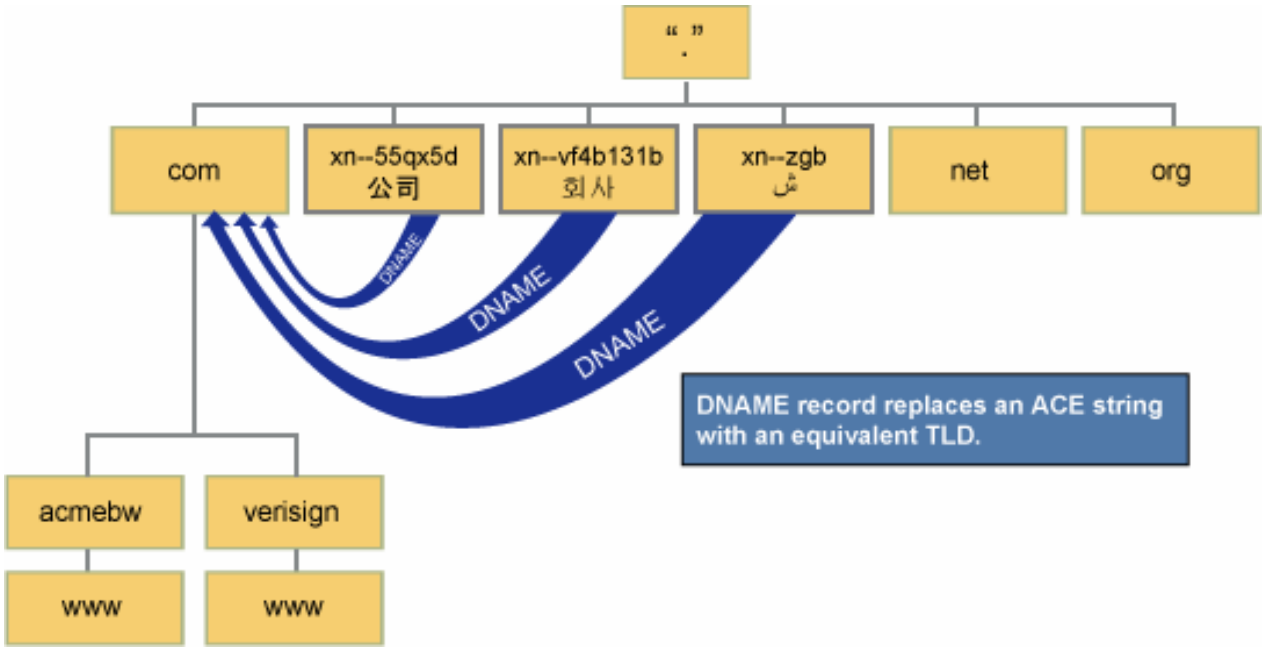 “.”
com
xn--55qx5d
公司
xn--vf4b131b
회사
xn--zgb
ش
net
org
DNAME
DNAME
DNAME
DNAME record replaces an ACE string
with an equivalent TLD.
acmebw
verisign
www
www